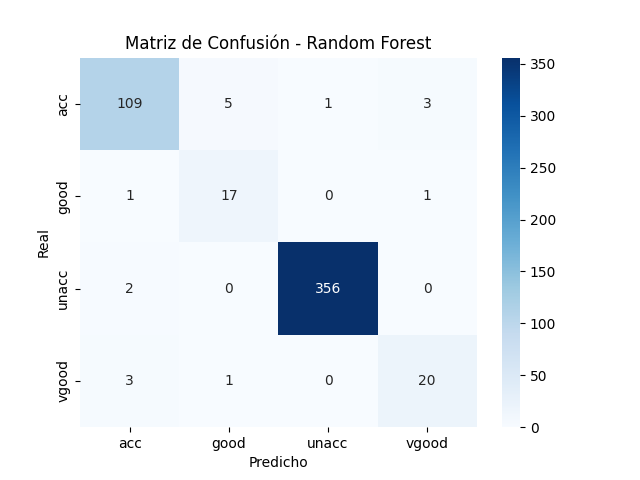 Matriz de Confusión - Random Forest
acc 109 5 1 3
good 1 17 0 1
unacc 2 0 356 0
vgood 3 1 0 20
acc good unacc vgood
Real
Predicho
350
300
250
200
150
100
50
0